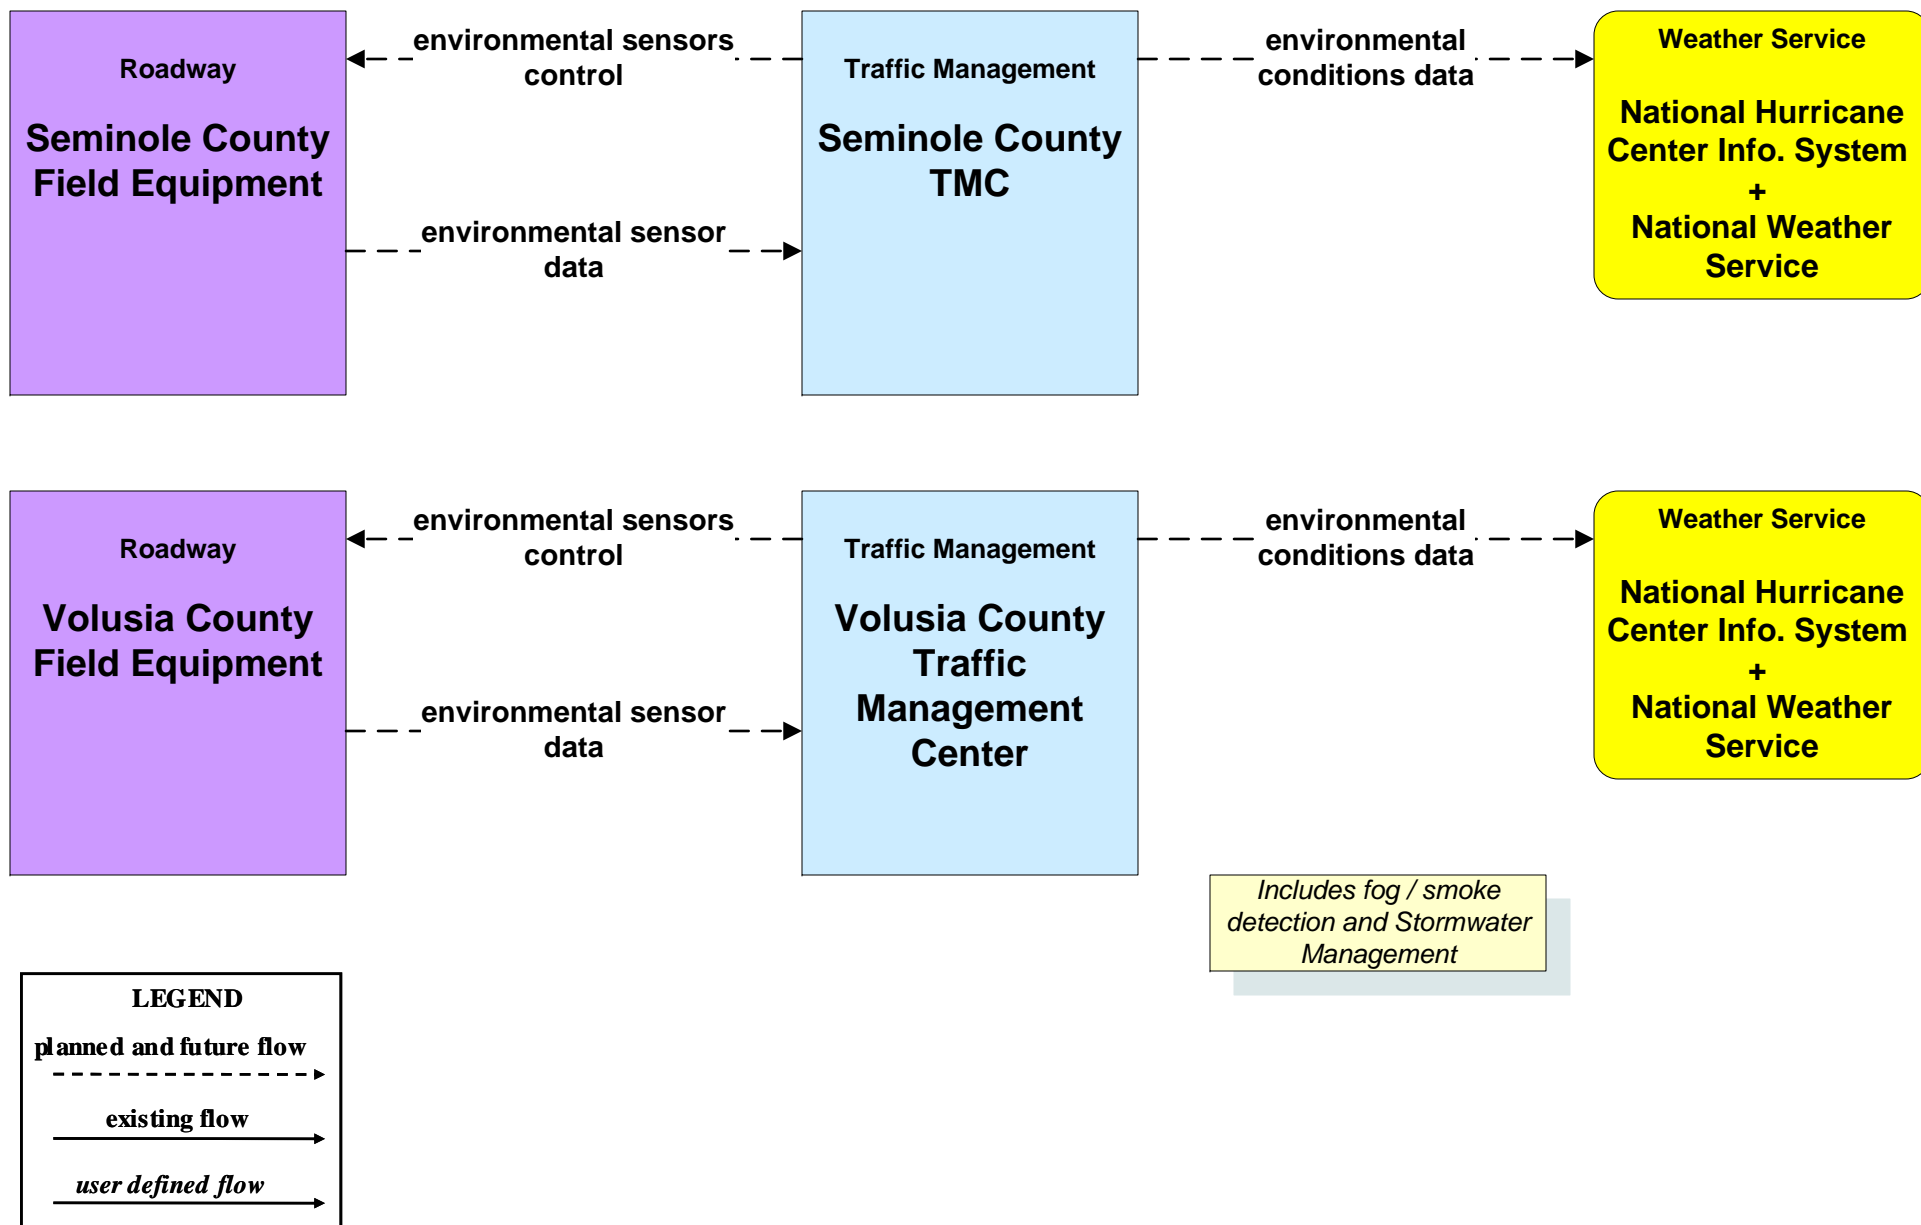 Roadway
Seminole County
Field Equipment
environmental sensors
control
environmental sensor
data
Traffic Management
Seminole County
TMC
environmental
conditions data
Weather Service
National Hurricane
Center Info. System
+
National Weather
Service
Roadway
Volusia County
Field Equipment
environmental sensors
control
environmental sensor
data
Traffic Management
Volusia County
Traffic
Management
Center
environmental
conditions data
Weather Service
National Hurricane
Center Info. System
+
National Weather
Service
Includes fog / smoke
detection and Stormwater
Management
LEGEND
planned and future flow
existing flow
user defined flow